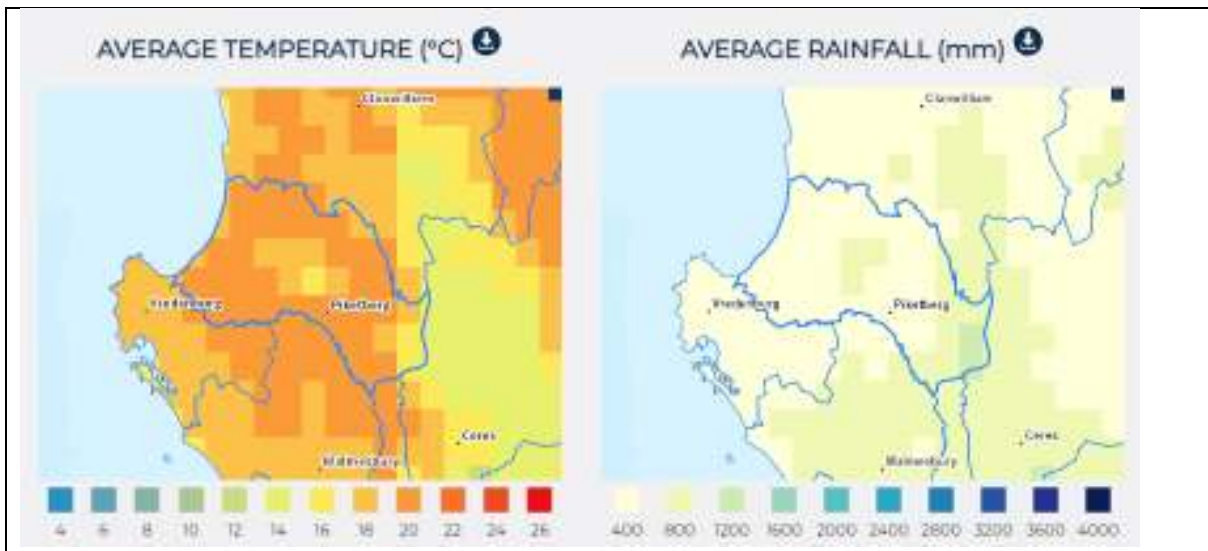 AVERAGE TEMPERATURE (°C)
Clanwilliam
Vredenburg
Piketberg
Ceres
Malmesbury
4 6 8 10 12 14 16 18 20 22 24 26
AVERAGE RAINFALL (mm)
Clanwilliam
Vredenburg
Piketberg
Ceres
Malmesbury
400 800 1200 1600 2000 2400 2800 3200 3600 4000